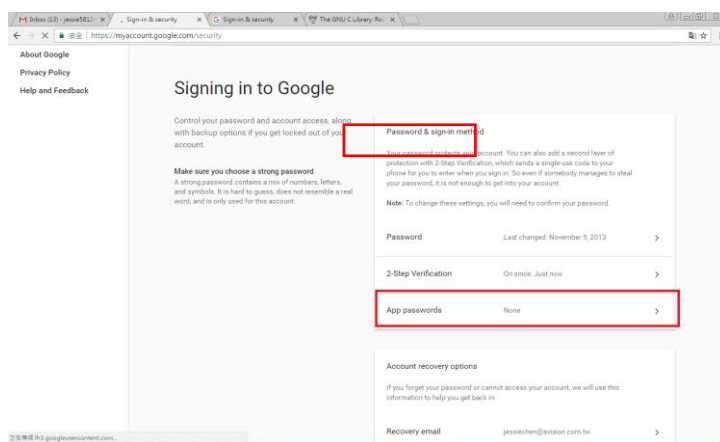 Inbox (13) - jessie581
Sign-in & security
Sign-in & security
The GNU C Library: Re
安全 | https://myaccount.google.com/security
About Google
Privacy Policy
Help and Feedback
Signing in to Google
Control your password and account access, along
with backup options if you get locked out of your
account.
Make sure you choose a strong password
A strong password contains a mix of numbers, letters,
and symbols. It is hard to guess, does not resemble a real
word, and is only used for this account.
Password & sign-in method
Your password protects your account. You can also add a second layer of
protection with 2-Step Verification, which sends a single-use code to your
phone for you to enter when you sign in. So even if somebody manages to steal
your password, it is not enough to get into your account.
Note: To change these settings, you will need to confirm your password.
Password Last changed: November 5, 2013
2-Step Verification On since: Just now
App passwords None
Account recovery options
If you forget your password or cannot access your account, we will use this
information to help you get back in
Recovery email jessiechen@avision.com.tw
lh3.googleusercontent.com...